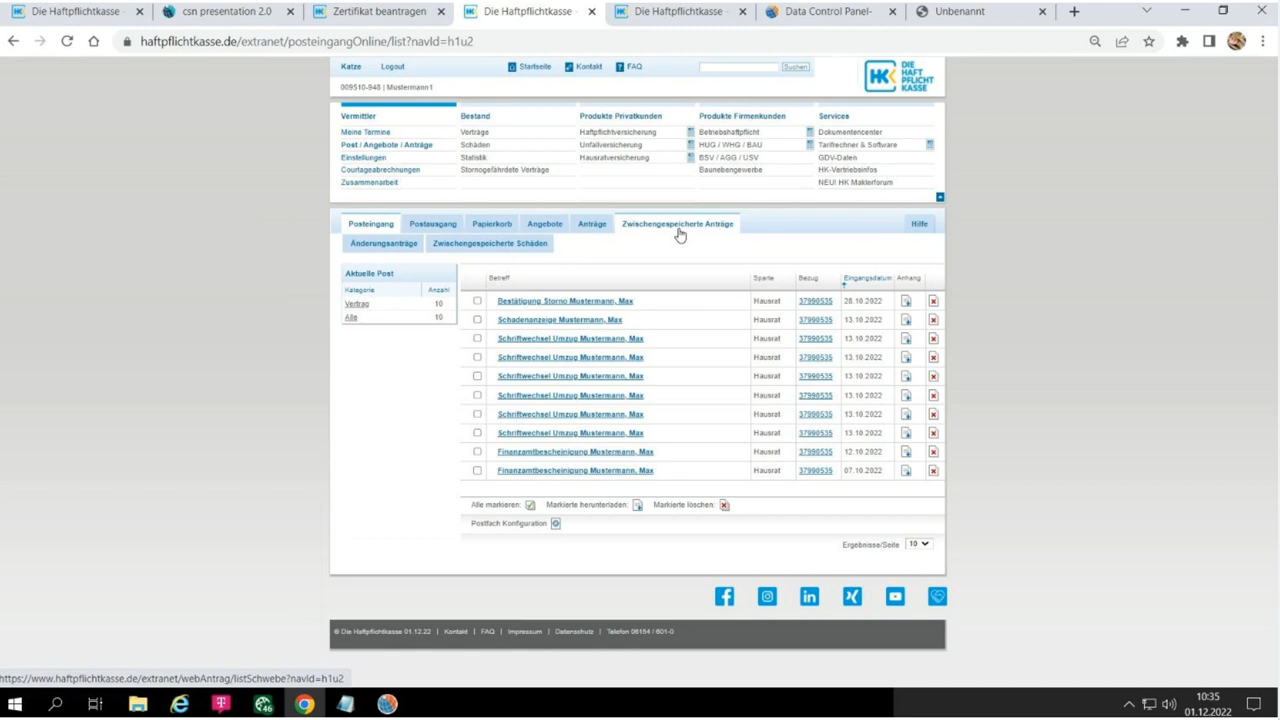 Die Haftpflichtkasse - csn presentation 2.0 Zertifikat beantragen Die Haftpflichtkasse - Die Haftpflichtkasse - Data Control Panel- Unbenannt
haftpflichtkasse.de/extranet/posteingangOnline/list?navId=h1u2
Katze Logout Startseite Kontakt FAQ Suchen
HK DIE HAFT PFLICHT KASSE
009510-948 | Mustermann1
Vermittler Bestand Produkte Privatkunden Produkte Firmenkunden Services
Meine Termine Verträge Haftpflichtversicherung Betriebshaftpflicht Dokumentencenter
Post / Angebote / Anträge Schäden Unfallversicherung HUG / WHG / BAU Tarifrechner & Software
Einstellungen Statistik Hausratversicherung BSV / AGG / USV GDV-Daten
Courtageabrechnungen Stornogefährdete Verträge Baunebengewerbe HK-Vertriebsinfos
Zusammenarbeit NEU! HK Maklerforum
Posteingang Postausgang Papierkorb Angebote Anträge Zwischengespeicherte Anträge Hilfe
Änderungsanträge Zwischengespeicherte Schäden
Aktuelle Post
Kategorie Anzahl
Vertrag 10
Alle 10
Betreff Sparte Bezug Eingangsdatum Anhang
Bestätigung Storno Mustermann, Max Hausrat 37990535 28.10.2022
Schadenanzeige Mustermann, Max Hausrat 37990535 13.10.2022
Schriftwechsel Umzug Mustermann, Max Hausrat 37990535 13.10.2022
Schriftwechsel Umzug Mustermann, Max Hausrat 37990535 13.10.2022
Schriftwechsel Umzug Mustermann, Max Hausrat 37990535 13.10.2022
Schriftwechsel Umzug Mustermann, Max Hausrat 37990535 13.10.2022
Schriftwechsel Umzug Mustermann, Max Hausrat 37990535 13.10.2022
Schriftwechsel Umzug Mustermann, Max Hausrat 37990535 13.10.2022
Finanzamtbescheinigung Mustermann, Max Hausrat 37990535 12.10.2022
Finanzamtbescheinigung Mustermann, Max Hausrat 37990535 07.10.2022
Alle markieren: Markierte herunterladen: Markierte löschen:
Postfach Konfiguration
Ergebnisse/Seite 10
© Die Haftpflichtkasse 01.12.22 | Kontakt | FAQ | Impressum | Datenschutz | Telefon 06154 / 601-0
https://www.haftpflichtkasse.de/extranet/webAntrag/listSchwebe?navId=h1u2
10:35
01.12.2022